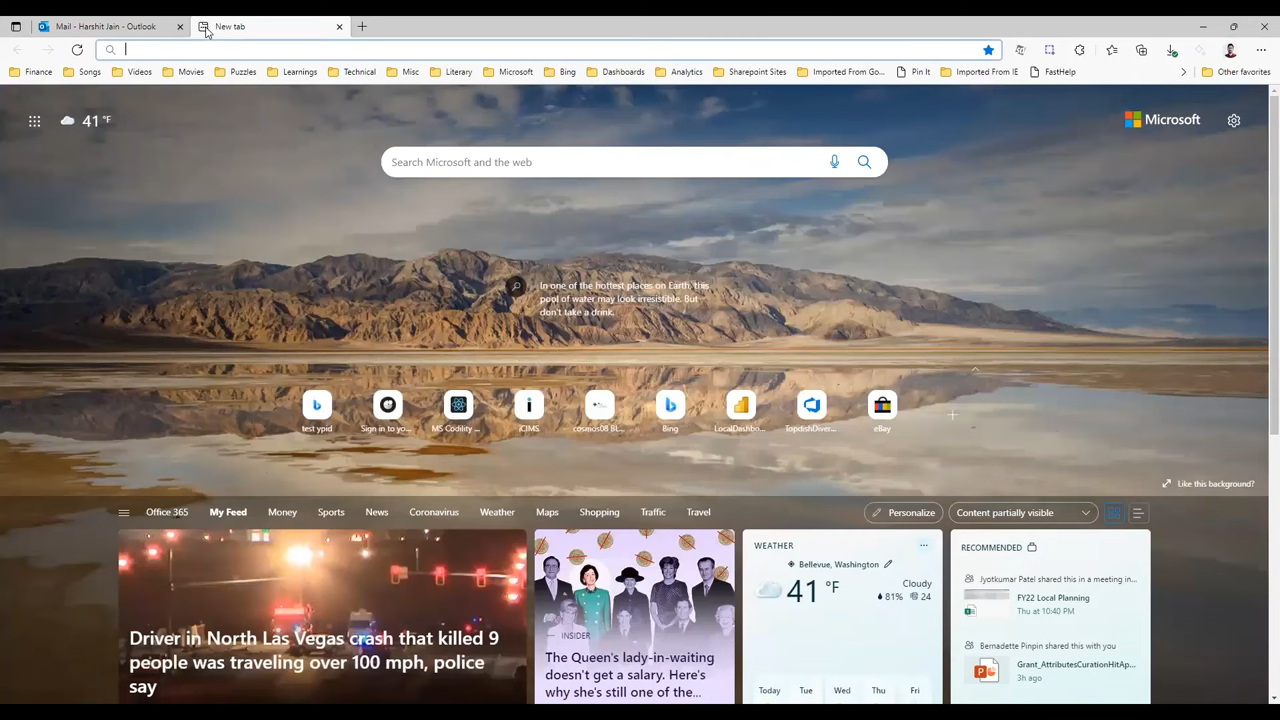 Mail - Harshit Jain - Outlook
New tab
Finance
Songs
Videos
Movies
Puzzles
Learnings
Technical
Misc
Literary
Microsoft
Bing
Dashboards
Analytics
Sharepoint Sites
Imported From Go...
Pin It
Imported From IE
FastHelp
Other favorites
41 °F
Microsoft
Search Microsoft and the web
In one of the hottest places on Earth, this
pool of water may look irresistible. But
don't take a drink.
test ypid
Sign in to yo...
MS Codility ...
iCIMS
cosmos08 BL...
Bing
LocalDashbo...
TopdishDiver...
eBay
Like this background?
Office 365
My Feed
Money
Sports
News
Coronavirus
Weather
Maps
Shopping
Traffic
Travel
Personalize
Content partially visible
Driver in North Las Vegas crash that killed 9
people was traveling over 100 mph, police
say
INSIDER
The Queen's lady-in-waiting
doesn't get a salary. Here's
why she's still one of the...
WEATHER
Bellevue, Washington
41 °F
Cloudy
81% 24
Today Tue Wed Thu Fri
RECOMMENDED
Jyotkumar Patel shared this in a meeting in...
FY22 Local Planning
Thu at 10:40 PM
Bernadette Pinpin shared this with you
Grant_AttributesCurationHitAp...
3h ago